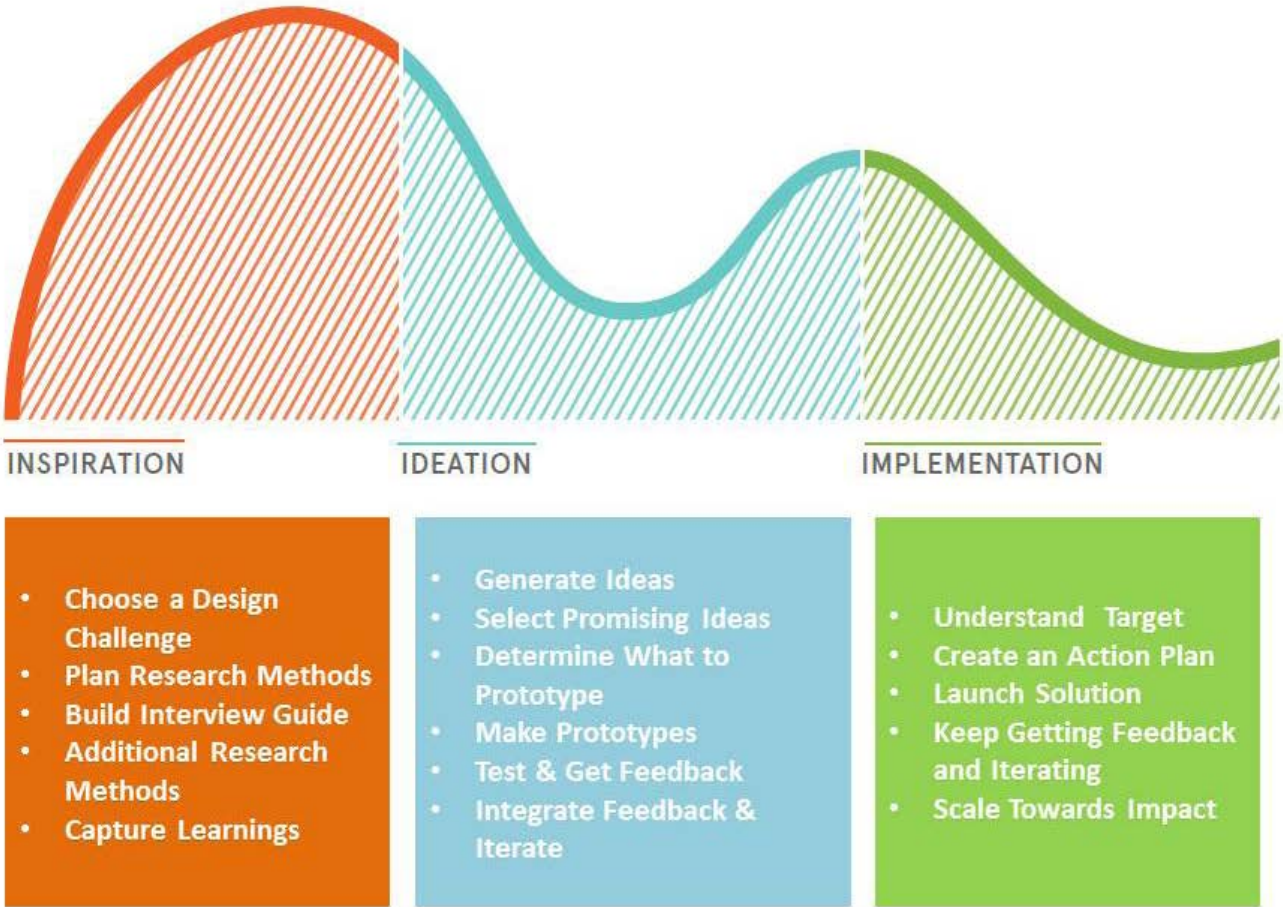 INSPIRATION
IDEATION
IMPLEMENTATION
• Choose a Design
Challenge
• Plan Research Methods
• Build Interview Guide
• Additional Research
Methods
• Capture Learnings
• Generate Ideas
• Select Promising Ideas
• Determine What to
Prototype
• Make Prototypes
• Test & Get Feedback
• Integrate Feedback &
Iterate
• Understand Target
• Create an Action Plan
• Launch Solution
• Keep Getting Feedback
and Iterating
• Scale Towards Impact